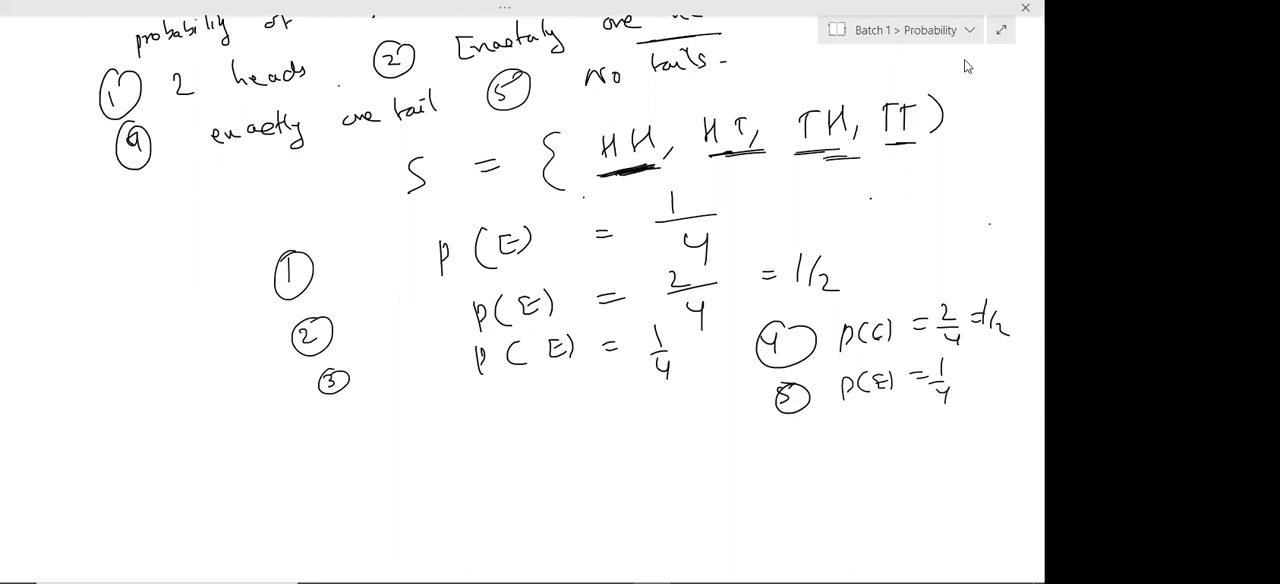 probability of
Batch 1 > Probability
① 2 heads. ② Enactaly one
④ enactly one tail ⑤ No tails.
S = { HH, HT, TH, TT )
① P(E) = 1/4
② P(E) = 2/4 = 1/2
③ P(E) = 1/4
④ P(E) = 2/4 = 1/2
⑤ P(E) = 1/4